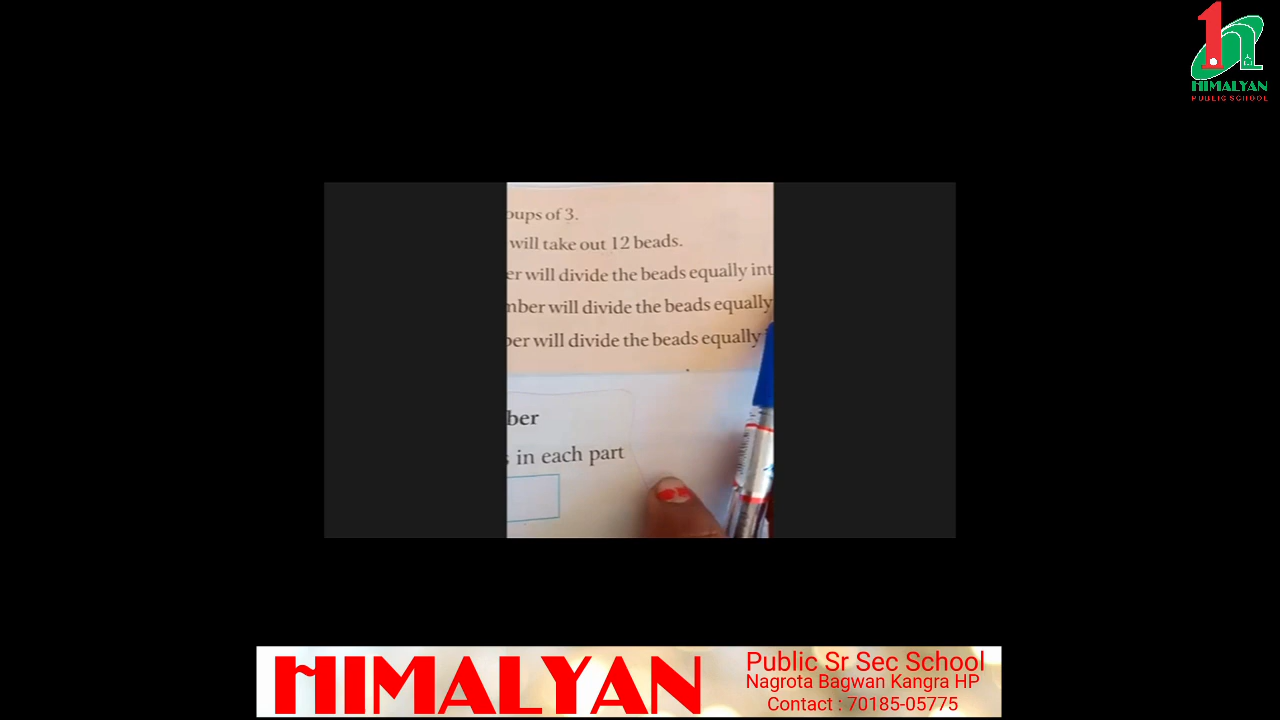 HIMALYAN
PUBLIC SCHOOL
oups of 3.
will take out 12 beads.
er will divide the beads equally int
mber will divide the beads equally
ber will divide the beads equally
ber
s in each part
HIMALYAN
Public Sr Sec School
Nagrota Bagwan Kangra HP
Contact : 70185-05775